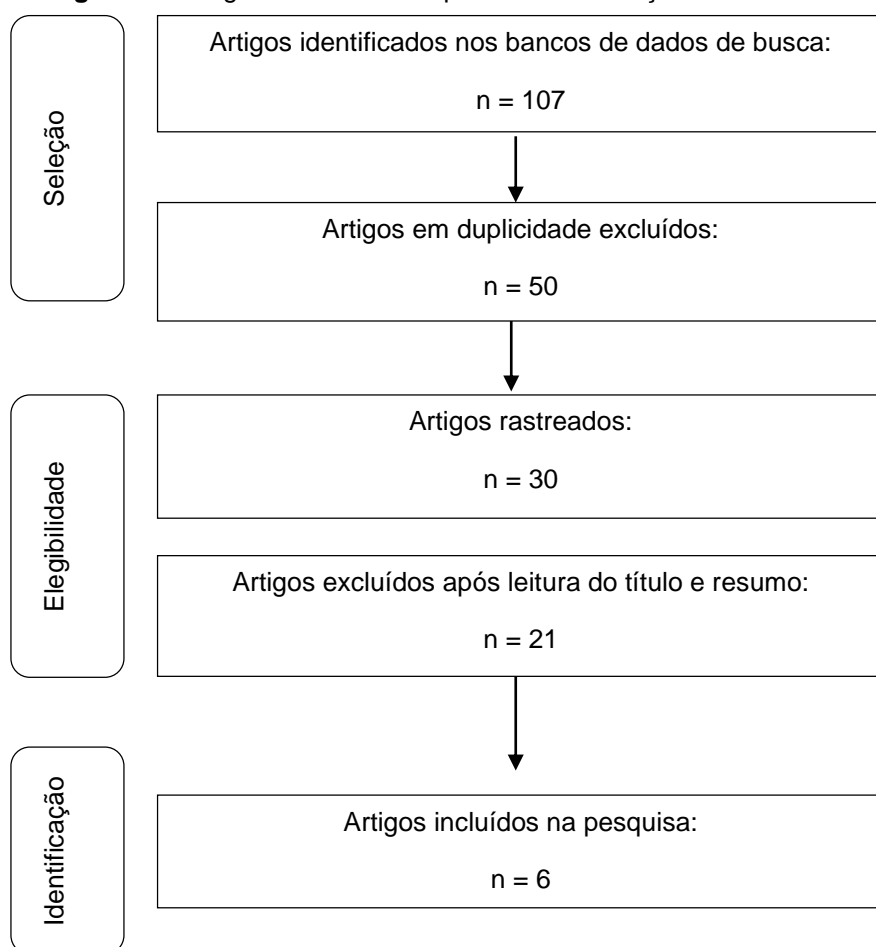 Seleção
Artigos identificados nos bancos de dados de busca:
n = 107
Artigos em duplicidade excluídos:
n = 50
Elegibilidade
Artigos rastreados:
n = 30
Artigos excluídos após leitura do título e resumo:
n = 21
Identificação
Artigos incluídos na pesquisa:
n = 6